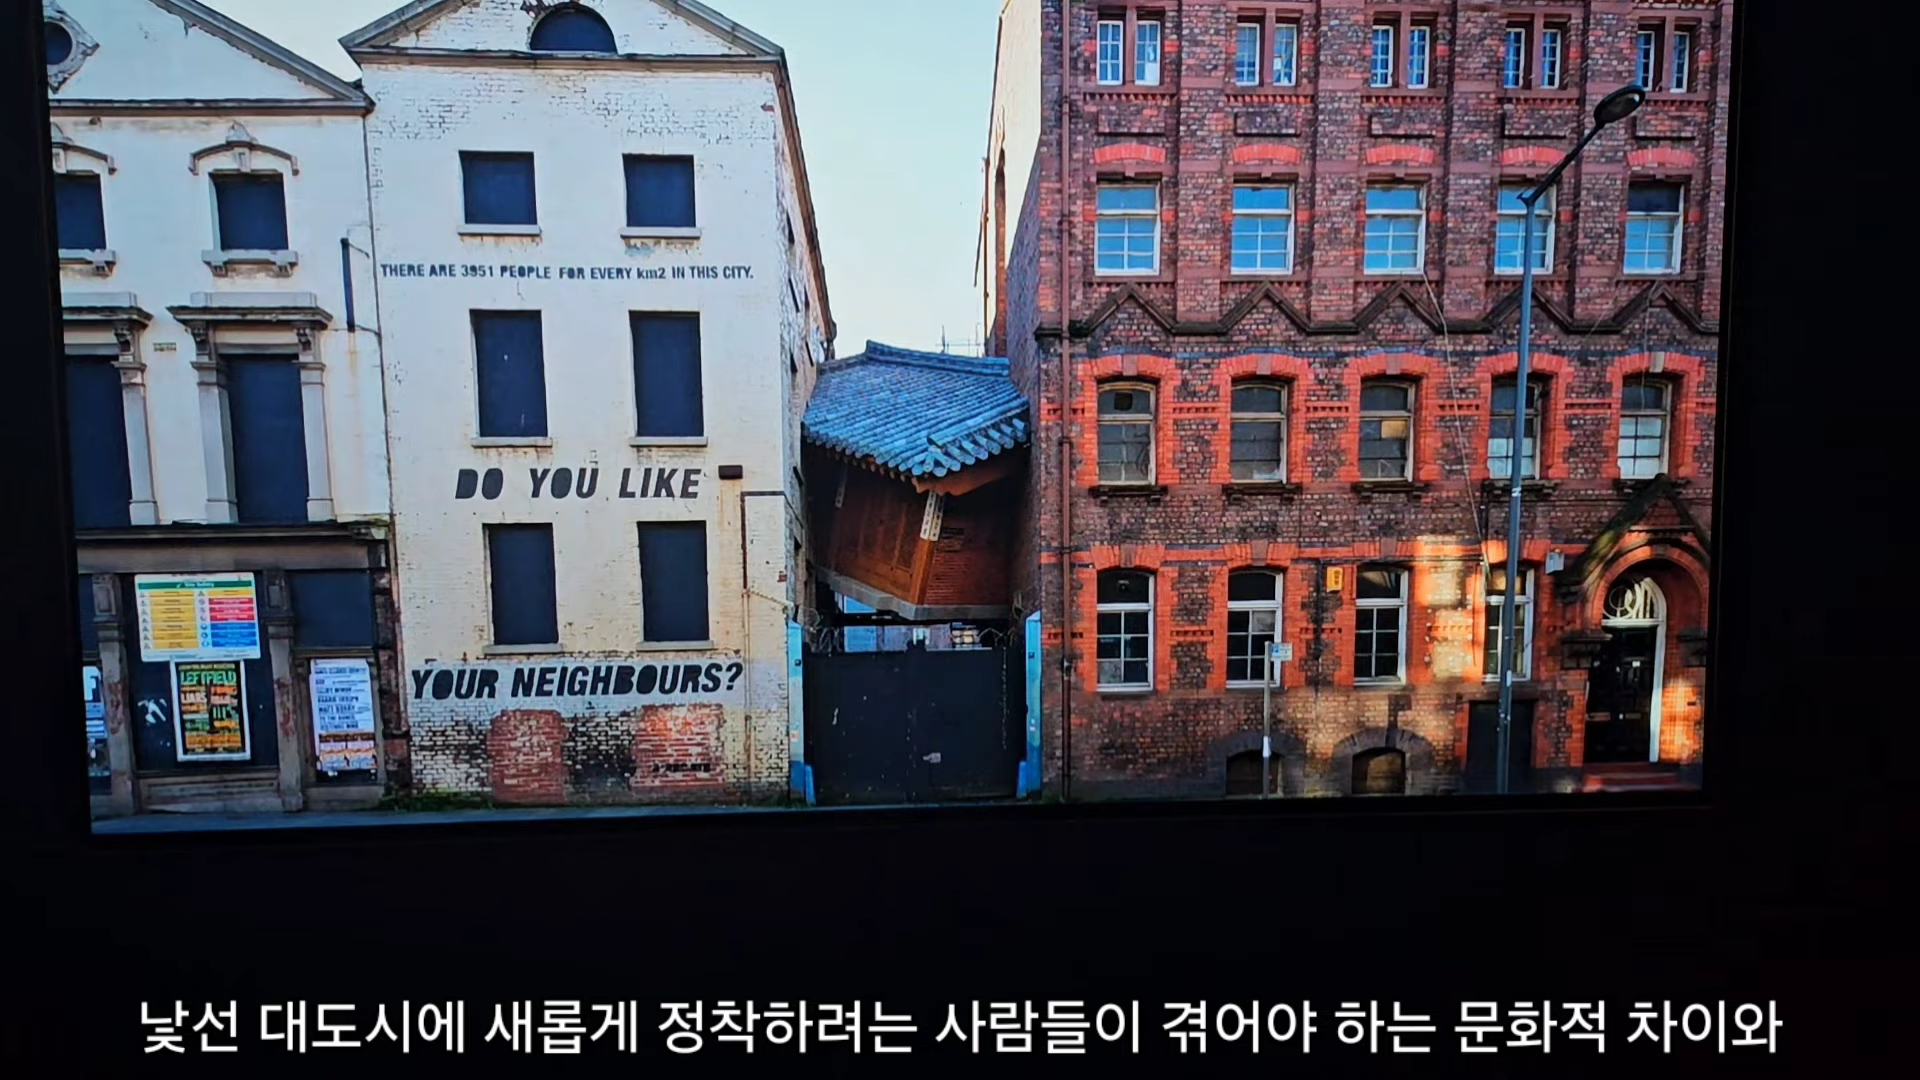 THERE ARE 3951 PEOPLE FOR EVERY km2 IN THIS CITY.
DO YOU LIKE
YOUR NEIGHBOURS?
LEFTFIELD
낯선 대도시에 새롭게 정착하려는 사람들이 겪어야 하는 문화적 차이와